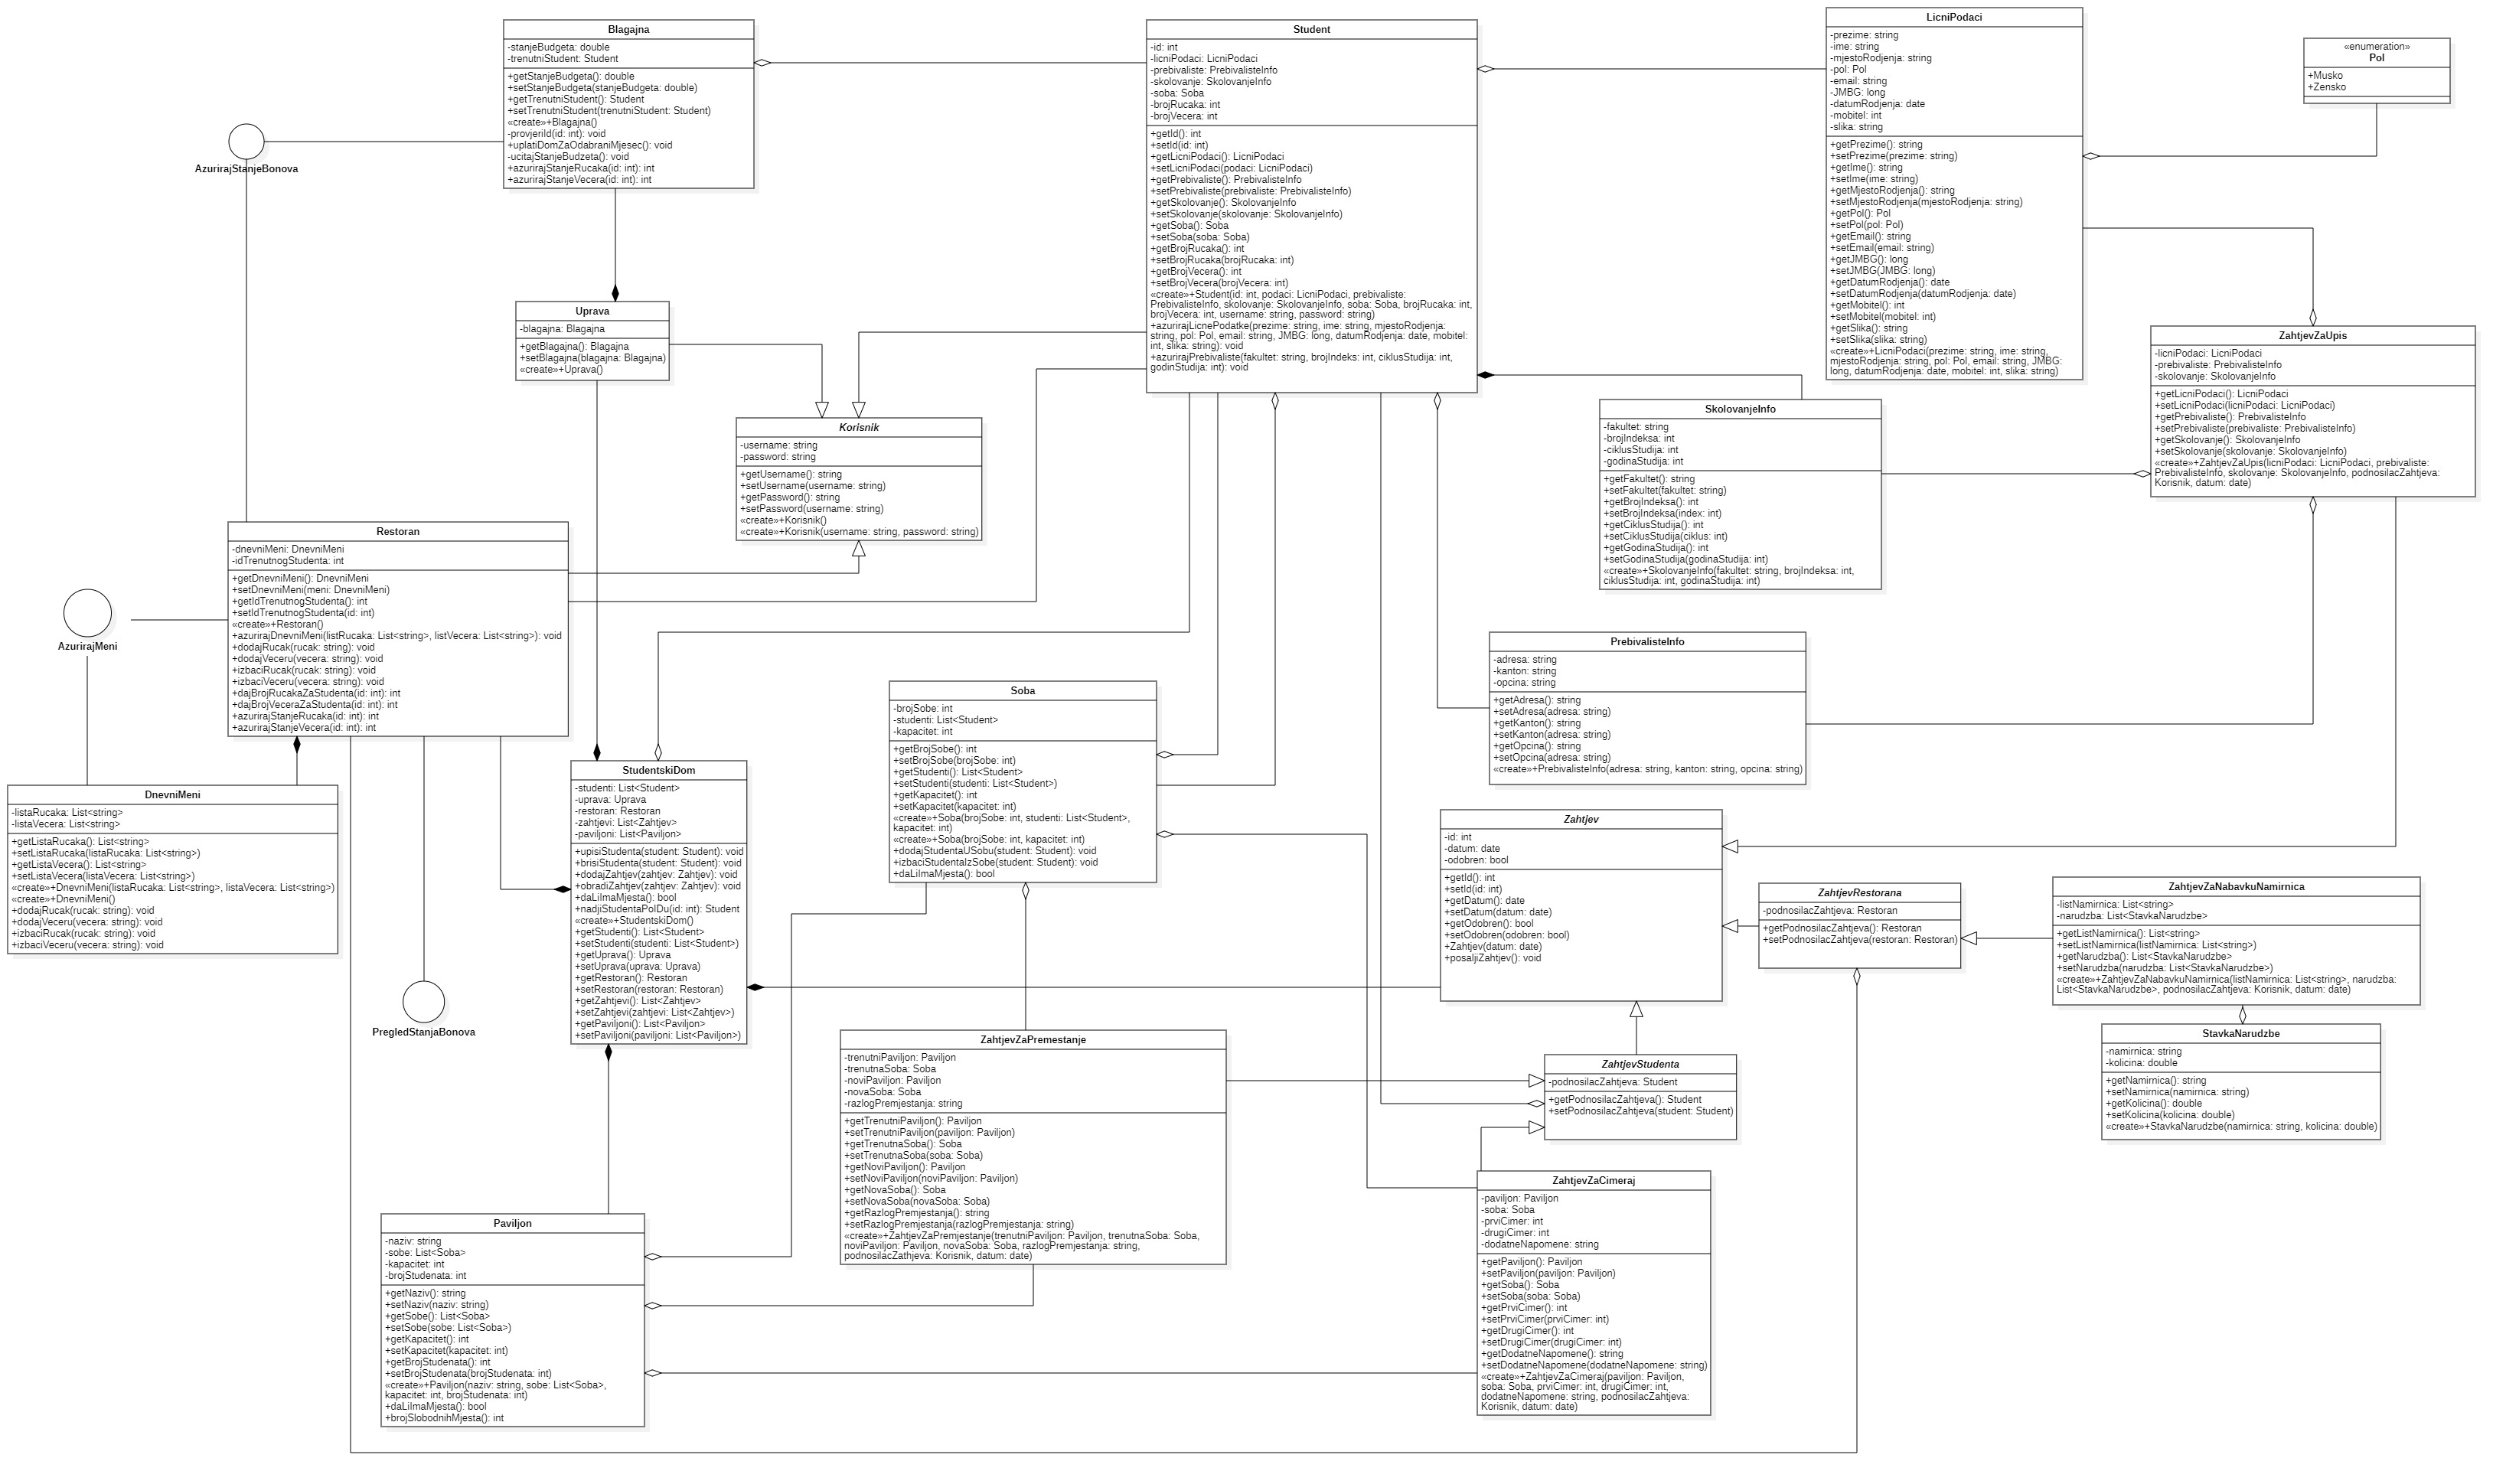 Blagajna
-stanjeBudgeta: double
-trenutniStudent: Student
+getStanjeBudgeta(): double
+setStanjeBudgeta(stanjeBudgeta: double)
+getTrenutniStudent(): Student
+setTrenutniStudent(trenutniStudent: Student)
«create»+Blagajna()
-provjeriId(id: int): void
+uplatiDomZaOdabraniMjesec(): void
-ucitajStanjeBudzeta(): void
+azurirajStanjeRucaka(id: int): int
+azurirajStanjeVecera(id: int): int
Student
-id: int
-licniPodaci: LicniPodaci
-prebivaliste: PrebivalisteInfo
-skolovanje: SkolovanjeInfo
-soba: Soba
-brojRucaka: int
-brojVecera: int
+getId(): int
+setId(id: int)
+getLicniPodaci(): LicniPodaci
+setLicniPodaci(podaci: LicniPodaci)
+getPrebivaliste(): PrebivalisteInfo
+setPrebivaliste(prebivaliste: PrebivalisteInfo)
+getSkolovanje(): SkolovanjeInfo
+setSkolovanje(skolovanje: SkolovanjeInfo)
+getSoba(): Soba
+setSoba(soba: Soba)
+getBrojRucaka(): int
+setBrojRucaka(brojRucaka: int)
+getBrojVecera(): int
+setBrojVecera(brojVecera: int)
«create»+Student(id: int, podaci: LicniPodaci, prebivaliste:
PrebivalisteInfo, skolovanje: SkolovanjeInfo, soba: Soba, brojRucaka: int,
brojVecera: int, username: string, password: string)
+azurirajLicnePodatke(prezime: string, ime: string, mjestoRodjenja:
string, pol: Pol, email: string, JMBG: long, datumRodjenja: date, mobitel:
int, slika: string): void
+azurirajPrebivaliste(fakultet: string, brojIndeks: int, ciklusStudija: int,
godinStudija: int): void
LicniPodaci
-prezime: string
-ime: string
-mjestoRodjenja: string
-pol: Pol
-email: string
-JMBG: long
-datumRodjenja: date
-mobitel: int
-slika: string
+getPrezime(): string
+setPrezime(prezime: string)
+getIme(): string
+setIme(ime: string)
+getMjestoRodjenja(): string
+setMjestoRodjenja(mjestoRodjenja: string)
+getPol(): Pol
+setPol(pol: Pol)
+getEmail(): string
+setEmail(email: string)
+getJMBG(): long
+setJMBG(JMBG: long)
+getDatumRodjenja(): date
+setDatumRodjenja(datumRodjenja: date)
+getMobitel(): int
+setMobitel(mobitel: int)
+getSlika(): string
+setSlika(slika: string)
«create»+LicniPodaci(prezime: string, ime: string,
mjestoRodjenja: string, pol: Pol, email: string, JMBG:
long, datumRodjenja: date, mobitel: int, slika: string)
«enumeration»
Pol
+Musko
+Zensko
AzurirajStanjeBonova
Uprava
-blagajna: Blagajna
+getBlagajna(): Blagajna
+setBlagajna(blagajna: Blagajna)
«create»+Uprava()
ZahtjevZaUpis
-licniPodaci: LicniPodaci
-prebivaliste: PrebivalisteInfo
-skolovanje: SkolovanjeInfo
+getLicniPodaci(): LicniPodaci
+setLicniPodaci(licniPodaci: LicniPodaci)
+getPrebivaliste(): PrebivalisteInfo
+setPrebivaliste(prebivaliste: PrebivalisteInfo)
+getSkolovanje(): SkolovanjeInfo
+setSkolovanje(skolovanje: SkolovanjeInfo)
«create»+ZahtjevZaUpis(licniPodaci: LicniPodaci, prebivaliste:
PrebivalisteInfo, skolovanje: SkolovanjeInfo, podnosilacZahtjeva:
Korisnik, datum: date)
Korisnik
-username: string
-password: string
+getUsername(): string
+setUsername(username: string)
+getPassword(): string
+setPassword(username: string)
«create»+Korisnik()
«create»+Korisnik(username: string, password: string)
SkolovanjeInfo
-fakultet: string
-brojIndeksa: int
-ciklusStudija: int
-godinaStudija: int
+getFakultet(): string
+setFakultet(fakultet: string)
+getBrojIndeksa(): int
+setBrojIndeksa(index: int)
+getCiklusStudija(): int
+setCiklusStudija(ciklus: int)
+getGodinaStudija(): int
+setGodinaStudija(godinaStudija: int)
«create»+SkolovanjeInfo(fakultet: string, brojIndeksa: int,
ciklusStudija: int, godinaStudija: int)
Restoran
-dnevniMeni: DnevniMeni
-idTrenutnogStudenta: int
+getDnevniMeni(): DnevniMeni
+setDnevniMeni(meni: DnevniMeni)
+getIdTrenutnogStudenta(): int
+setIdTrenutnogStudenta(id: int)
«create»+Restoran()
+azurirajDnevniMeni(listRucaka: List<string>, listVecera: List<string>): void
+dodajRucak(rucak: string): void
+dodajVeceru(vecera: string): void
+izbaciRucak(rucak: string): void
+izbaciVeceru(vecera: string): void
+dajBrojRucakaZaStudenta(id: int): int
+dajBrojVeceraZaStudenta(id: int): int
+azurirajStanjeRucaka(id: int): int
+azurirajStanjeVecera(id: int): int
AzurirajMeni
PrebivalisteInfo
-adresa: string
-kanton: string
-opcina: string
+getAdresa(): string
+setAdresa(adresa: string)
+getKanton(): string
+setKanton(adresa: string)
+getOpcina(): string
+setOpcina(adresa: string)
«create»+PrebivalisteInfo(adresa: string, kanton: string, opcina: string)
Soba
-brojSobe: int
-studenti: List<Student>
-kapacitet: int
+getBrojSobe(): int
+setBrojSobe(brojSobe: int)
+getStudenti(): List<Student>
+setStudenti(studenti: List<Student>)
+getKapacitet(): int
+setKapacitet(kapacitet: int)
«create»+Soba(brojSobe: int, studenti: List<Student>,
kapacitet: int)
«create»+Soba(brojSobe: int, kapacitet: int)
+dodajStudentaUSobu(student: Student): void
+izbaciStudentaIzSobe(student: Student): void
+daLiImaMjesta(): bool
StudentskiDom
-studenti: List<Student>
-uprava: Uprava
-restoran: Restoran
-zahtjevi: List<Zahtjev>
-paviljoni: List<Paviljon>
+upisiStudenta(student: Student): void
+brisiStudenta(student: Student): void
+dodajZahtjev(zahtjev: Zahtjev): void
+obradiZahtjev(zahtjev: Zahtjev): void
+daLiImaMjesta(): bool
+nadjiStudentaPoIDu(id: int): Student
«create»+StudentskiDom()
+getStudenti(): List<Student>
+setStudenti(studenti: List<Student>)
+getUprava(): Uprava
+setUprava(uprava: Uprava)
+getRestoran(): Restoran
+setRestoran(restoran: Restoran)
+getZahtjevi(): List<Zahtjev>
+setZahtjevi(zahtjevi: List<Zahtjev>)
+getPaviljoni(): List<Paviljon>
+setPaviljoni(paviljoni: List<Paviljon>)
DnevniMeni
-listaRucaka: List<string>
-listaVecera: List<string>
+getListaRucaka(): List<string>
+setListaRucaka(listaRucaka: List<string>)
+getListaVecera(): List<string>
+setListaVecera(listaVecera: List<string>)
«create»+DnevniMeni(listaRucaka: List<string>, listaVecera: List<string>)
«create»+DnevniMeni()
+dodajRucak(rucak: string): void
+dodajVeceru(vecera: string): void
+izbaciRucak(rucak: string): void
+izbaciVeceru(vecera: string): void
PregledStanjaBonova
Zahtjev
-id: int
-datum: date
-odobren: bool
+getId(): int
+setId(id: int)
+getDatum(): date
+setDatum(datum: date)
+getOdobren(): bool
+setOdobren(odobren: bool)
+Zahtjev(datum: date)
+posaljiZahtjev(): void
ZahtjevRestorana
-podnosilacZahtjeva: Restoran
+getPodnosilacZahtjeva(): Restoran
+setPodnosilacZahtjeva(restoran: Restoran)
ZahtjevZaNabavkuNamirnica
-listNamirnica: List<string>
-narudzba: List<StavkaNarudzbe>
+getListNamirnica(): List<string>
+setListNamirnica(listNamirnica: List<string>)
+getNarudzba(): List<StavkaNarudzbe>
+setNarudzba(narudzba: List<StavkaNarudzbe>)
«create»+ZahtjevZaNabavkuNamirnica(listNamirnica: List<string>, narudzba:
List<StavkaNarudzbe>, podnosilacZahtjeva: Korisnik, datum: date)
StavkaNarudzbe
-namirnica: string
-kolicina: double
+getNamirnica(): string
+setNamirnica(namirnica: string)
+getKolicina(): double
+setKolicina(kolicina: double)
«create»+StavkaNarudzbe(namirnica: string, kolicina: double)
ZahtjevZaPremestanje
-trenutniPaviljon: Paviljon
-trenutnaSoba: Soba
-noviPaviljon: Paviljon
-novaSoba: Soba
-razlogPremjestanja: string
+getTrenutniPaviljon(): Paviljon
+setTrenutniPaviljon(paviljon: Paviljon)
+getTrenutnaSoba(): Soba
+setTrenutnaSoba(soba: Soba)
+getNoviPaviljon(): Paviljon
+setNoviPaviljon(noviPaviljon: Paviljon)
+getNovaSoba(): Soba
+setNovaSoba(novaSoba: Soba)
+getRazlogPremjestanja(): string
+setRazlogPremjestanja(razlogPremjestanja: string)
«create»+ZahtjevZaPremjestanje(trenutniPaviljon: Paviljon, trenutnaSoba: Soba,
noviPaviljon: Paviljon, novaSoba: Soba, razlogPremjestanja: string,
podnosilacZathjeva: Korisnik, datum: date)
ZahtjevStudenta
-podnosilacZahtjeva: Student
+getPodnosilacZahtjeva(): Student
+setPodnosilacZahtjeva(student: Student)
ZahtjevZaCimeraj
-paviljon: Paviljon
-soba: Soba
-prviCimer: int
-drugiCimer: int
-dodatneNapomene: string
+getPaviljon(): Paviljon
+setPaviljon(paviljon: Paviljon)
+getSoba(): Soba
+setSoba(soba: Soba)
+getPrviCimer(): int
+setPrviCimer(prviCimer: int)
+getDrugiCimer(): int
+setDrugiCimer(drugiCimer: int)
+getDodatneNapomene(): string
+setDodatneNapomene(dodatneNapomene: string)
«create»+ZahtjevZaCimeraj(paviljon: Paviljon,
soba: Soba, prviCimer: int, drugiCimer: int,
dodatneNapomene: string, podnosilacZahtjeva:
Korisnik, datum: date)
Paviljon
-naziv: string
-sobe: List<Soba>
-kapacitet: int
-brojStudenata: int
+getNaziv(): string
+setNaziv(naziv: string)
+getSobe(): List<Soba>
+setSobe(sobe: List<Soba>)
+getKapacitet(): int
+setKapacitet(kapacitet: int)
+getBrojStudenata(): int
+setBrojStudenata(brojStudenata: int)
«create»+Paviljon(naziv: string, sobe: List<Soba>,
kapacitet: int, brojStudenata: int)
+daLiImaMjesta(): bool
+brojSlobodnihMjesta(): int